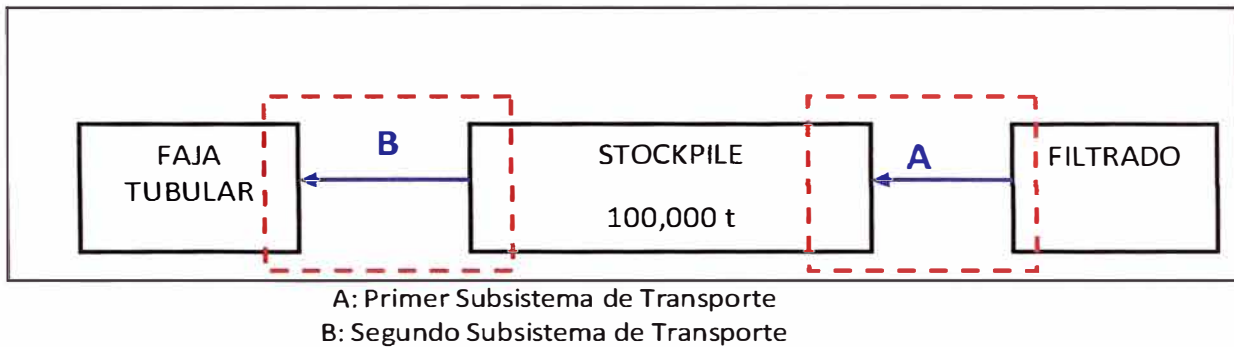 FAJA
TUBULAR
B
STOCKPILE
100,000 t
A
FILTRADO
A: Primer Subsistema de Transporte
B: Segundo Subsistema de Transporte